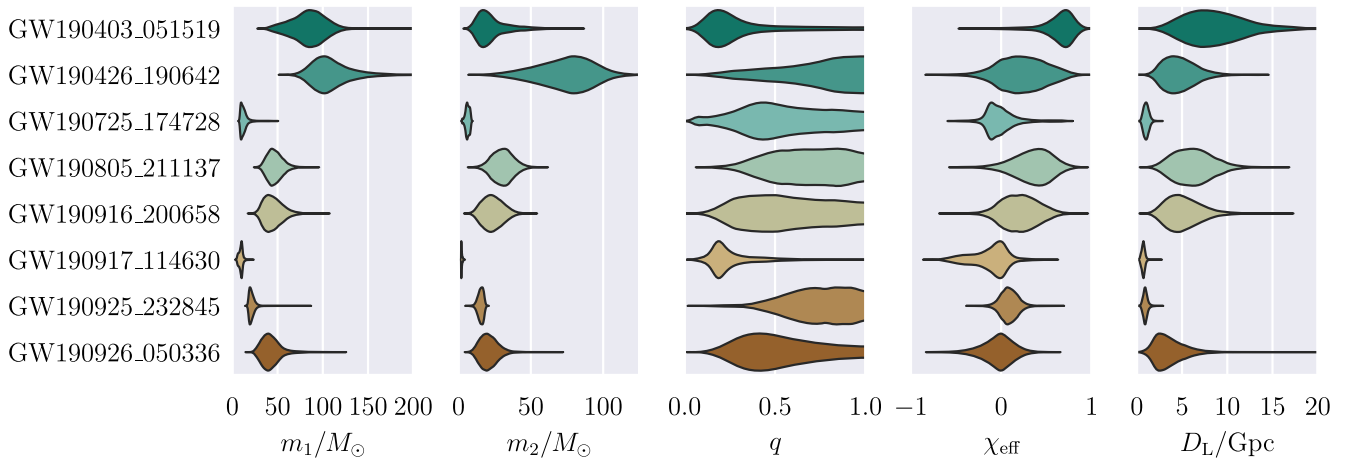 GW190403_051519
GW190426_190642
GW190725_174728
GW190805_211137
GW190916_200658
GW190917_114630
GW190925_232845
GW190926_050336
0 50 100 150 200 0 50 100 0.0 0.5 1.0 −1 0 1 0 5 10 15 20
m₁/M⊙ m₂/M⊙ q χeff D_L/Gpc